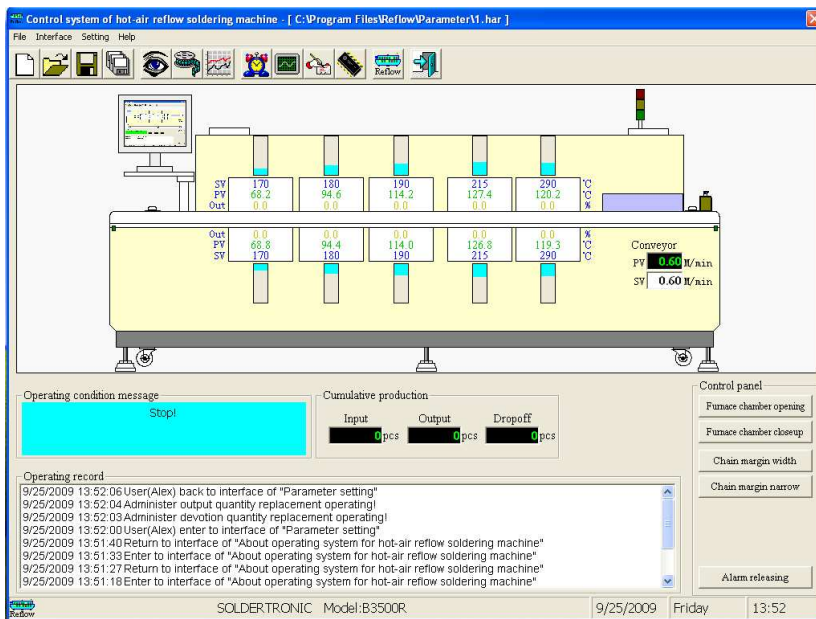 Control system of hot-air reflow soldering machine - [ C:\Program Files\Reflow\Parameter\1.har ]
File Interface Setting Help
Reflow
SV 170 180 190 215 290 °C
PV 68.2 94.6 114.2 127.4 120.2 °C
Out 0.0 0.0 0.0 0.0 0.0 %
Out 0.0 0.0 0.0 0.0 0.0 %
PV 68.8 94.4 114.0 126.8 119.3 °C
SV 170 180 190 215 290 °C
Conveyor
PV 0.60 M/min
SV 0.60 M/min
Operating condition message
Stop!
Cumulative production
Input Output Dropoff
0 pcs 0 pcs 0 pcs
Control panel
Furnace chamber opening
Furnace chamber closeup
Chain margin width
Chain margin narrow
Alarm releasing
Operating record
9/25/2009 13:52:06 User(Alex) back to interface of "Parameter setting"
9/25/2009 13:52:04 Administer output quantity replacement operating!
9/25/2009 13:52:03 Administer devotion quantity replacement operating!
9/25/2009 13:52:00 User(Alex) enter to interface of "Parameter setting"
9/25/2009 13:51:40 Return to interface of "About operating system for hot-air reflow soldering machine"
9/25/2009 13:51:33 Enter to interface of "About operating system for hot-air reflow soldering machine"
9/25/2009 13:51:27 Return to interface of "About operating system for hot-air reflow soldering machine"
9/25/2009 13:51:18 Enter to interface of "About operating system for hot-air reflow soldering machine"
Reflow SOLDERTRONIC Model:B3500R 9/25/2009 Friday 13:52